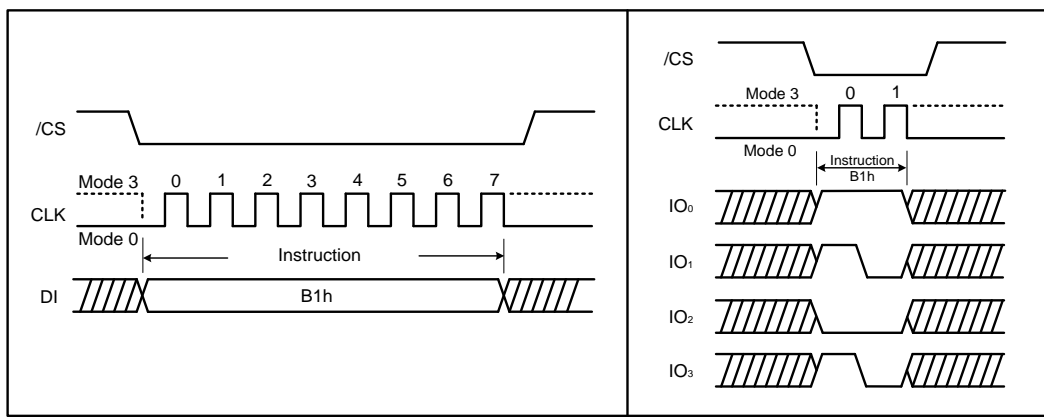 /CS
Mode 3 0 1 2 3 4 5 6 7
CLK
Mode 0
Instruction
DI B1h
/CS
Mode 3 0 1
CLK
Mode 0
Instruction
B1h
IO₀
IO₁
IO₂
IO₃